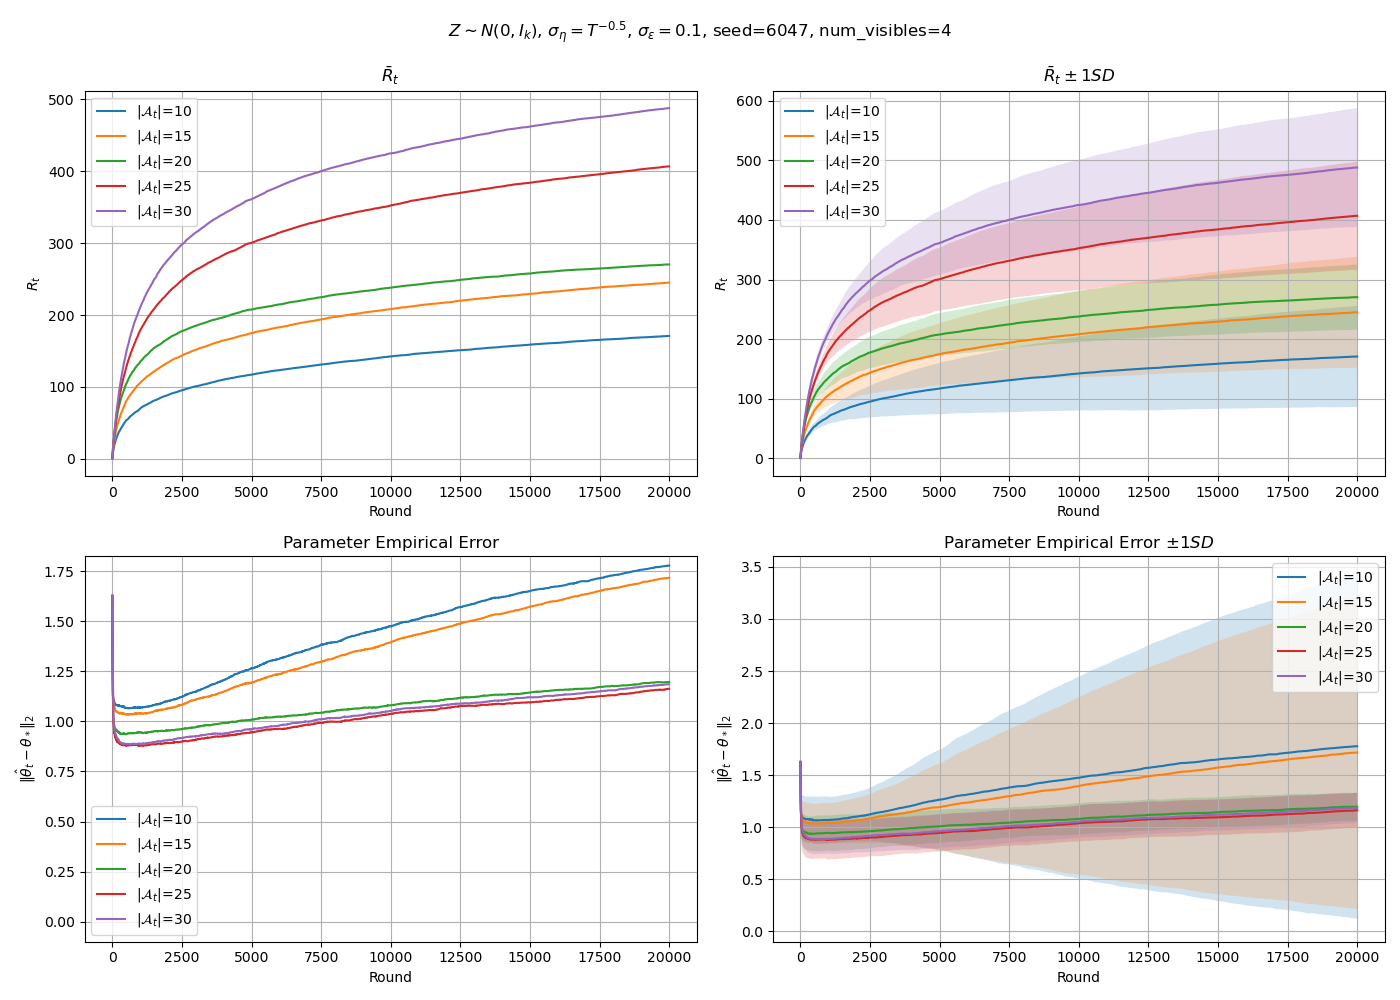 Z ∼ N(0, I_k), σ_η = T^{−0.5}, σ_ε = 0.1, seed=6047, num_visibles=4
R̄_t
R_t
500
400
300
200
100
0
|𝒜_t|=10
|𝒜_t|=15
|𝒜_t|=20
|𝒜_t|=25
|𝒜_t|=30
0 2500 5000 7500 10000 12500 15000 17500 20000
Round
R̄_t ± 1SD
R_t
600
500
400
300
200
100
0
|𝒜_t|=10
|𝒜_t|=15
|𝒜_t|=20
|𝒜_t|=25
|𝒜_t|=30
0 2500 5000 7500 10000 12500 15000 17500 20000
Round
Parameter Empirical Error
‖θ̂_t − θ_*‖_2
1.75
1.50
1.25
1.00
0.75
0.50
0.25
0.00
|𝒜_t|=10
|𝒜_t|=15
|𝒜_t|=20
|𝒜_t|=25
|𝒜_t|=30
0 2500 5000 7500 10000 12500 15000 17500 20000
Round
Parameter Empirical Error ±1SD
‖θ̂_t − θ_*‖_2
3.5
3.0
2.5
2.0
1.5
1.0
0.5
0.0
|𝒜_t|=10
|𝒜_t|=15
|𝒜_t|=20
|𝒜_t|=25
|𝒜_t|=30
0 2500 5000 7500 10000 12500 15000 17500 20000
Round